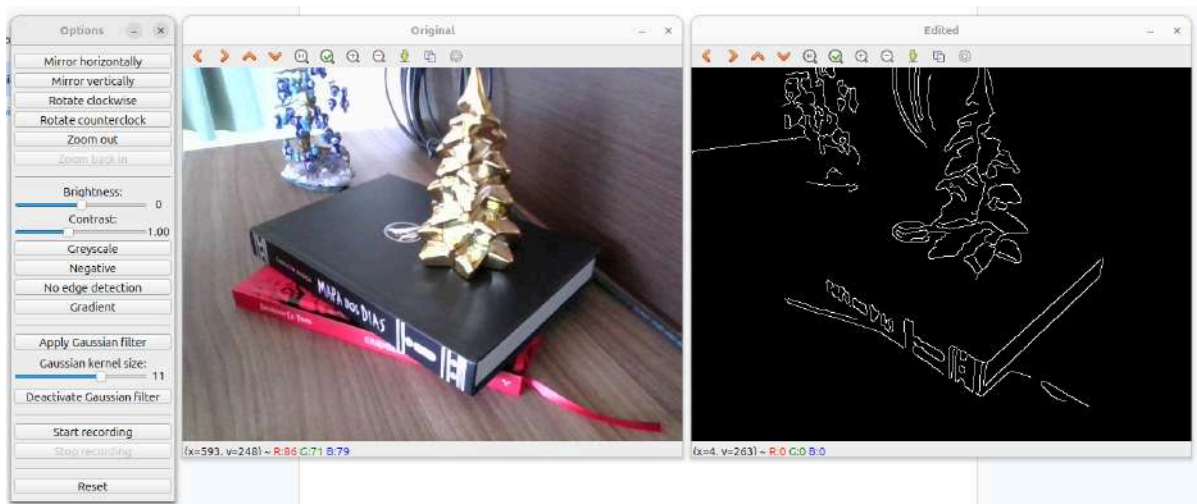 Options
Mirror horizontally
Mirror vertically
Rotate clockwise
Rotate counterclock
Zoom out
Zoom back in
Brightness:
0
Contrast:
1.00
Greyscale
Negative
No edge detection
Gradient
Apply Gaussian filter
Gaussian kernel size:
11
Deactivate Gaussian filter
Start recording
Stop recording
Reset
Original
MAPA DOS DIAS
(x=593, y=248) ~ R:86 G:71 B:79
Edited
(x=4, y=263) ~ R:0 G:0 B:0